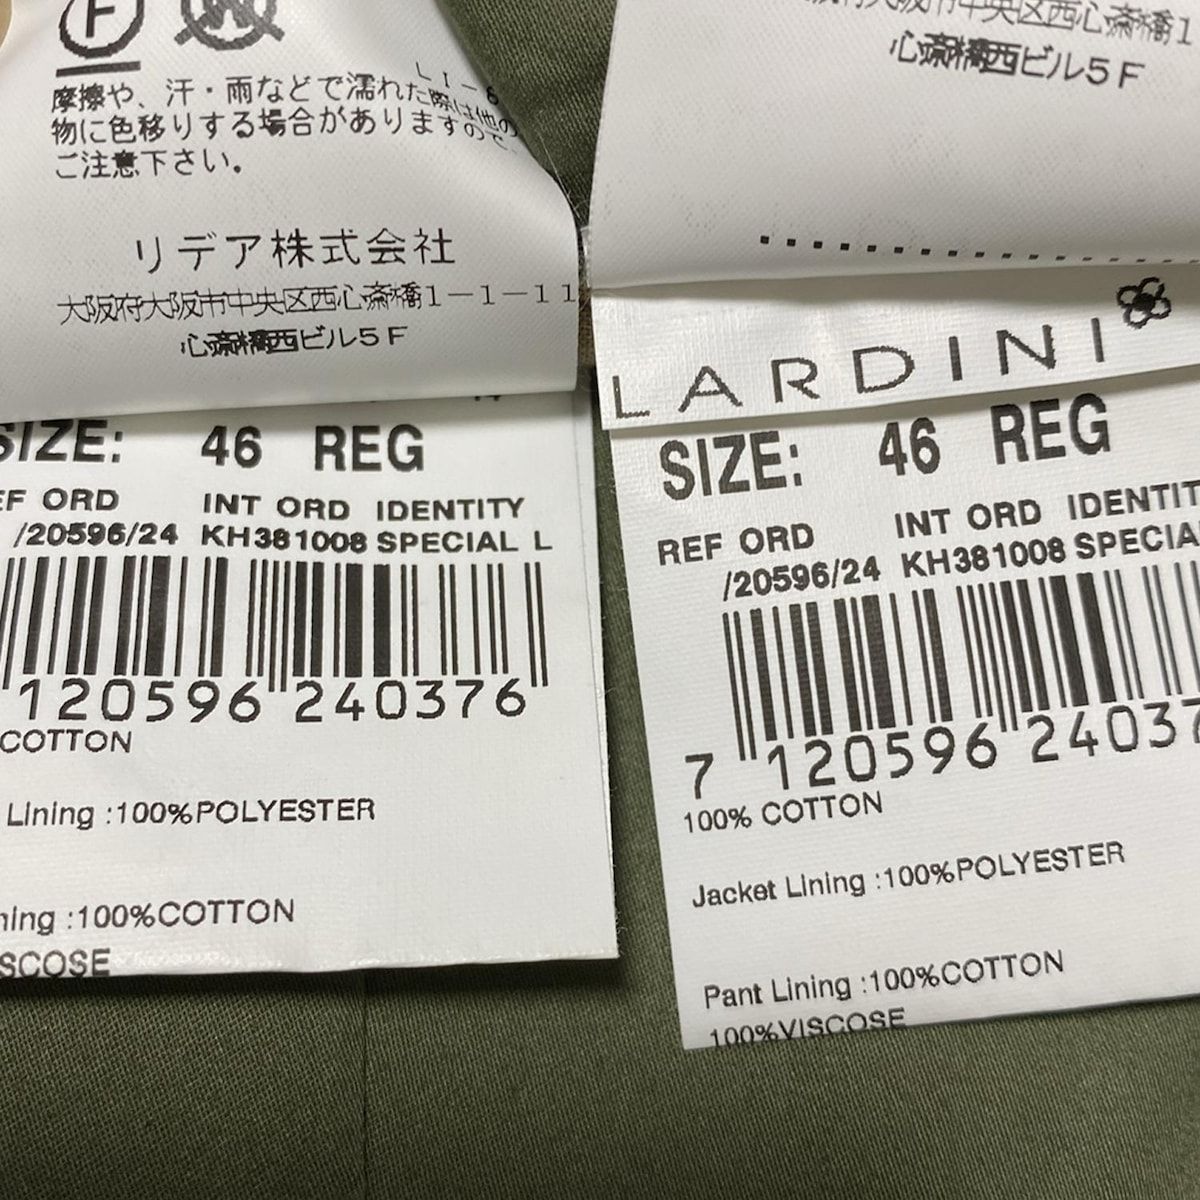 F
W
LI-8
摩擦や、汗・雨などで濡れた際は他の
物に色移りする場合がありますので、
ご注意下さい。
リデア株式会社
大阪府大阪市中央区西心斎橋1-1-11
心斎橋西ビル5F
SIZE: 46 REG
REF ORD INT ORD IDENTITY
/20596/24 KH381008 SPECIAL L
120596 240376
COTTON
Lining :100%POLYESTER
:100%COTTON
VISCOSE
大阪府大阪市中央区西心斎橋1
心斎橋西ビル5F
LARDINI
SIZE: 46 REG
REF ORD INT ORD IDENTIT
/20596/24 KH381008 SPECIA
7 120596 24037
100% COTTON
Jacket Lining :100%POLYESTER
Pant Lining :100%COTTON
100%VISCOSE